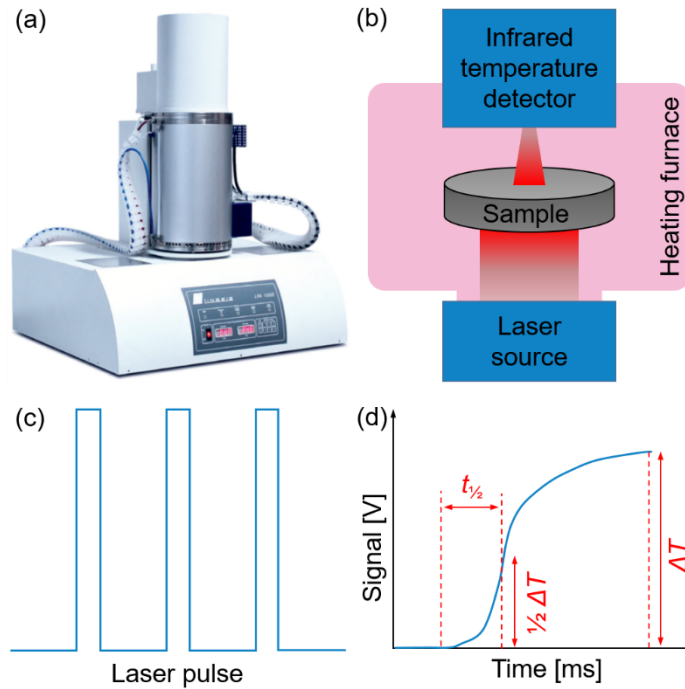 (a)
LINSEIS
(b)
Infrared
temperature
detector
Sample
Heating furnace
Laser
source
(c)
Laser pulse
(d)
Signal [V]
t½
½ ΔT
ΔT
Time [ms]